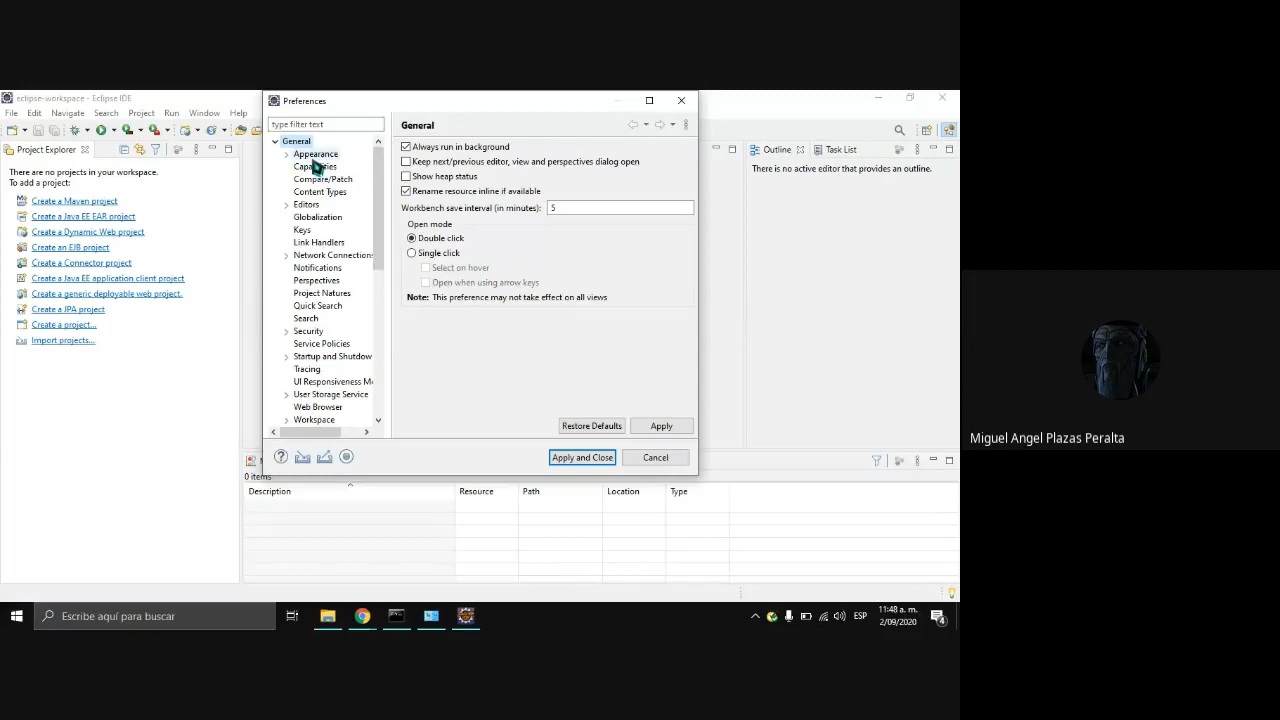 eclipse-workspace - Eclipse IDE
File Edit Navigate Search Project Run Window Help
Project Explorer
There are no projects in your workspace.
To add a project:
Create a Maven project
Create a Java EE EAR project
Create a Dynamic Web project
Create an EJB project
Create a Connector project
Create a Java EE application client project
Create a generic deployable web project.
Create a JPA project
Create a project...
Import projects...
Preferences
type filter text
General
Appearance
Compare/Patch
Content Types
Editors
Globalization
Keys
Link Handlers
Network Connection
Notifications
Perspectives
Project Natures
Quick Search
Search
Security
Service Policies
Startup and Shutdow
Tracing
UI Responsiveness M
User Storage Service
Web Browser
Workspace
General
Always run in background
Keep next/previous editor, view and perspectives dialog open
Show heap status
Rename resource inline if available
Workbench save interval (in minutes): 5
Open mode
Double click
Single click
Select on hover
Open when using arrow keys
Note: This preference may not take effect on all views
Restore Defaults Apply
Apply and Close Cancel
Outline Task List
There is no active editor that provides an outline.
0 items
Description Resource Path Location Type
Escribe aquí para buscar
ESP
11:48 a. m.
2/09/2020
4
Miguel Angel Plazas Peralta